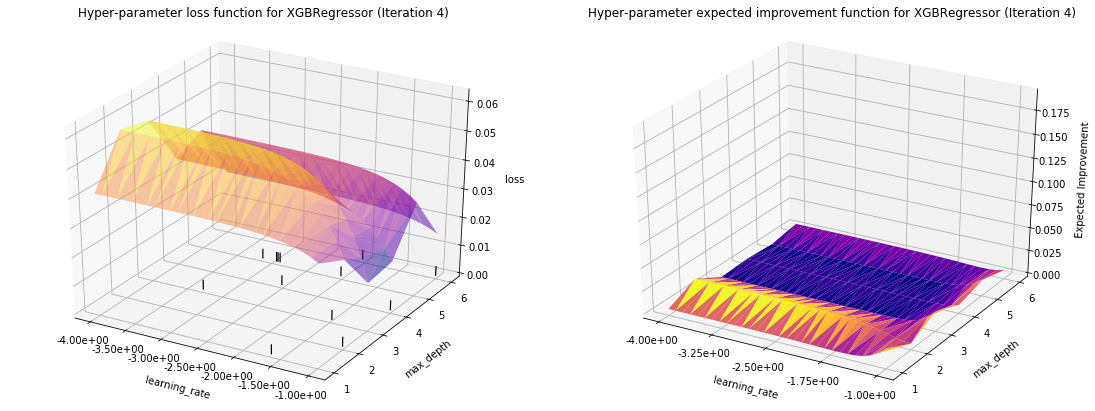 Hyper-parameter loss function for XGBRegressor (Iteration 4)
0.06
0.05
0.04
loss
0.03
0.02
0.01
0.00
6
5
4
3
2
1
max_depth
-4.00e+00
-3.50e+00
-3.00e+00
-2.50e+00
-2.00e+00
-1.50e+00
-1.00e+00
learning_rate
Hyper-parameter expected improvement function for XGBRegressor (Iteration 4)
0.175
0.150
0.125
0.100
0.075
0.050
0.025
0.000
Expected Improvement
6
5
4
3
2
1
max_depth
-4.00e+00
-3.25e+00
-2.50e+00
-1.75e+00
-1.00e+00
learning_rate